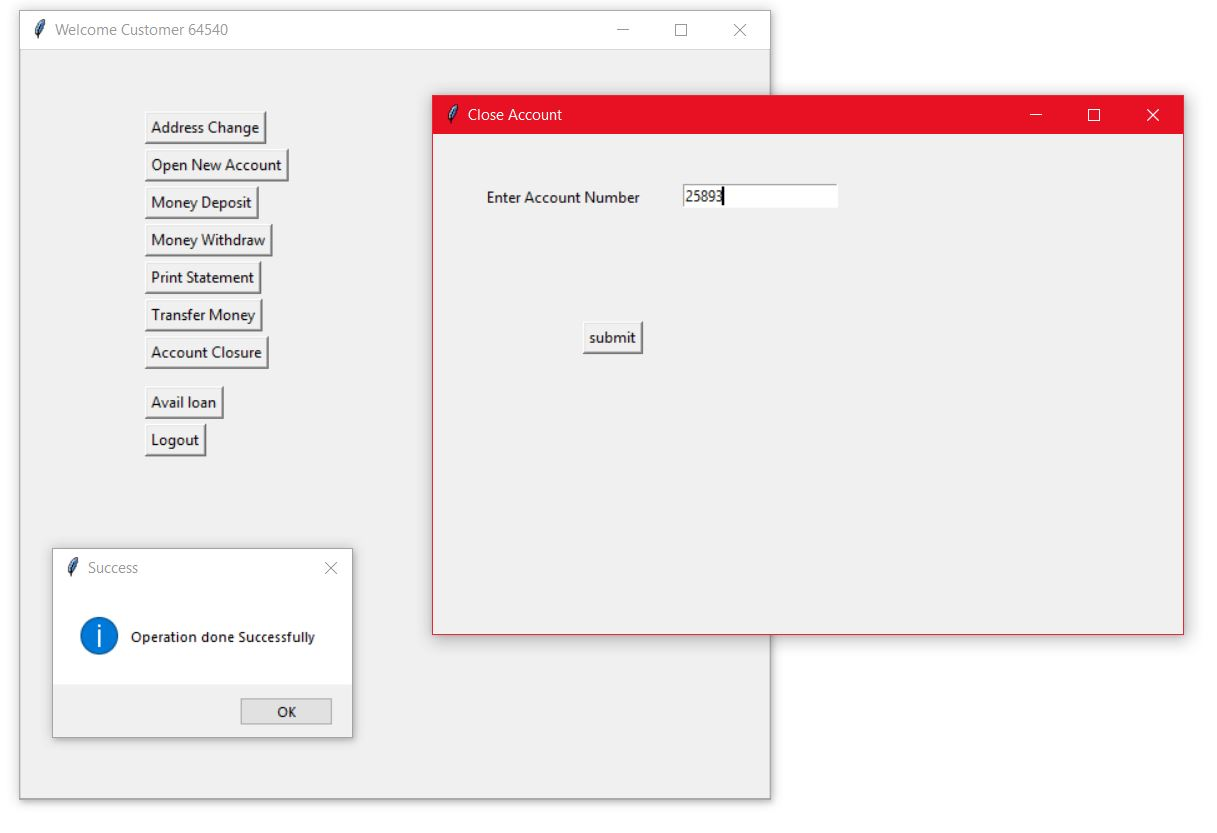 Welcome Customer 64540
Address Change
Open New Account
Money Deposit
Money Withdraw
Print Statement
Transfer Money
Account Closure
Avail loan
Logout
Close Account
Enter Account Number 25893
submit
Success
Operation done Successfully
OK